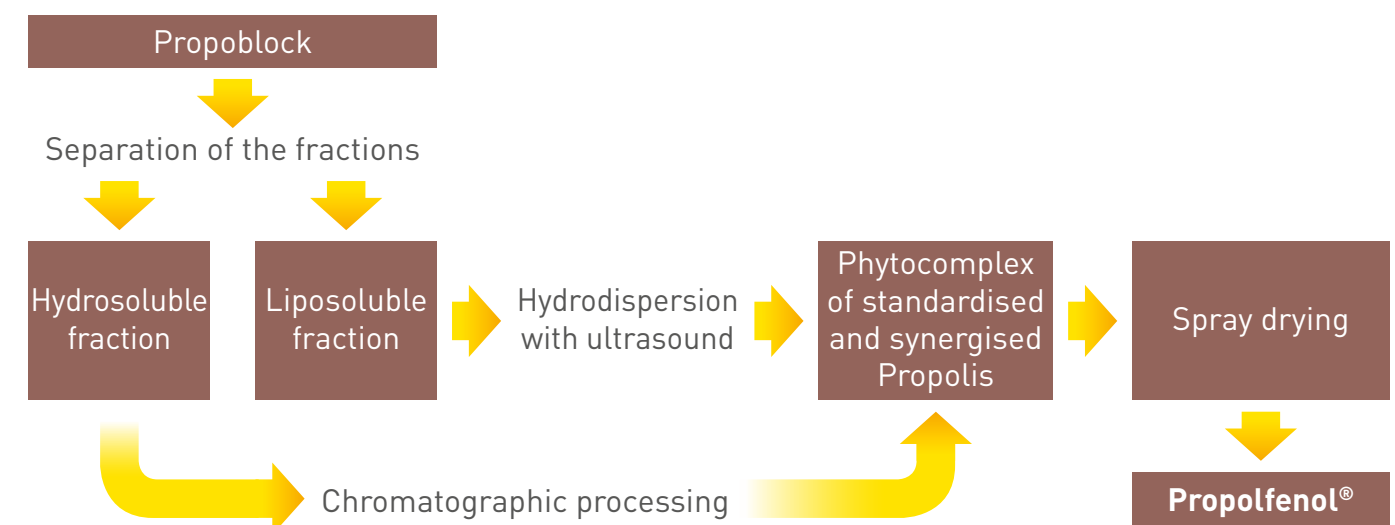 Propoblock
Separation of the fractions
Hydrosoluble
fraction
Liposoluble
fraction
Hydrodispersion
with ultrasound
Phytocomplex
of standardised
and synergised
Propolis
Spray drying
Chromatographic processing
Propolfenol®